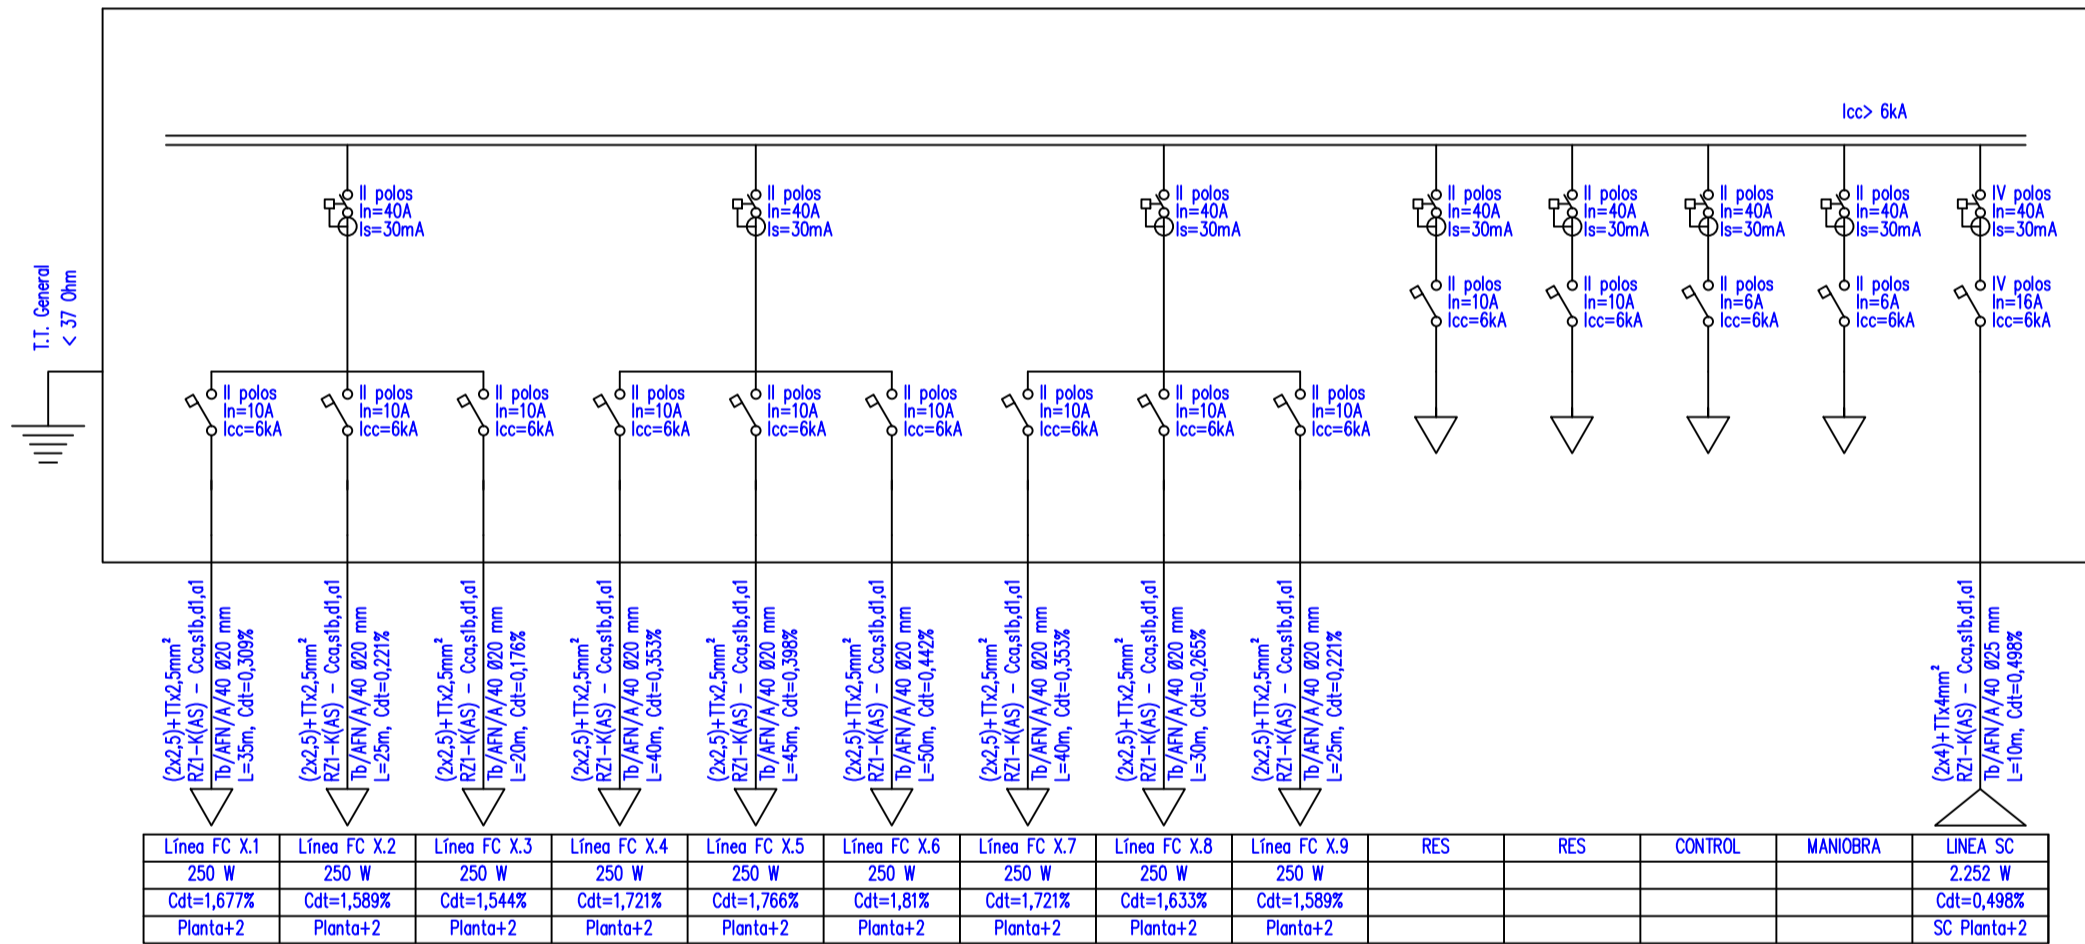 Icc> 6kA
T.T. General
< 37 Ohm
II polos
In=40A
Is=30mA
II polos
In=40A
Is=30mA
II polos
In=40A
Is=30mA
II polos
In=40A
Is=30mA
II polos
In=40A
Is=30mA
II polos
In=40A
Is=30mA
II polos
In=40A
Is=30mA
IV polos
In=40A
Is=30mA
II polos
In=10A
Icc=6kA
II polos
In=10A
Icc=6kA
II polos
In=6A
Icc=6kA
II polos
In=6A
Icc=6kA
IV polos
In=16A
Icc=6kA
II polos
In=10A
Icc=6kA
II polos
In=10A
Icc=6kA
II polos
In=10A
Icc=6kA
II polos
In=10A
Icc=6kA
II polos
In=10A
Icc=6kA
II polos
In=10A
Icc=6kA
II polos
In=10A
Icc=6kA
II polos
In=10A
Icc=6kA
II polos
In=10A
Icc=6kA
(2x2,5)+TTx2,5mm²
RZ1-K(AS) - Cca,s1b,d1,a1
Tb/AFN/A/40 Ø20 mm
L=35m, Cdt=0,309%
(2x2,5)+TTx2,5mm²
RZ1-K(AS) - Cca,s1b,d1,a1
Tb/AFN/A/40 Ø20 mm
L=25m, Cdt=0,221%
(2x2,5)+TTx2,5mm²
RZ1-K(AS) - Cca,s1b,d1,a1
Tb/AFN/A/40 Ø20 mm
L=20m, Cdt=0,176%
(2x2,5)+TTx2,5mm²
RZ1-K(AS) - Cca,s1b,d1,a1
Tb/AFN/A/40 Ø20 mm
L=40m, Cdt=0,353%
(2x2,5)+TTx2,5mm²
RZ1-K(AS) - Cca,s1b,d1,a1
Tb/AFN/A/40 Ø20 mm
L=45m, Cdt=0,398%
(2x2,5)+TTx2,5mm²
RZ1-K(AS) - Cca,s1b,d1,a1
Tb/AFN/A/40 Ø20 mm
L=50m, Cdt=0,442%
(2x2,5)+TTx2,5mm²
RZ1-K(AS) - Cca,s1b,d1,a1
Tb/AFN/A/40 Ø20 mm
L=40m, Cdt=0,353%
(2x2,5)+TTx2,5mm²
RZ1-K(AS) - Cca,s1b,d1,a1
Tb/AFN/A/40 Ø20 mm
L=30m, Cdt=0,265%
(2x2,5)+TTx2,5mm²
RZ1-K(AS) - Cca,s1b,d1,a1
Tb/AFN/A/40 Ø20 mm
L=25m, Cdt=0,221%
(2x4)+TTx4mm²
RZ1-K(AS) - Cca,s1b,d1,a1
Tb/AFN/A/40 Ø25 mm
L=10m, Cdt=0,498%
Línea FC X.1 Línea FC X.2 Línea FC X.3 Línea FC X.4 Línea FC X.5 Línea FC X.6 Línea FC X.7 Línea FC X.8 Línea FC X.9 RES RES CONTROL MANIOBRA LINEA SC
250 W 250 W 250 W 250 W 250 W 250 W 250 W 250 W 250 W 2.252 W
Cdt=1,677% Cdt=1,589% Cdt=1,544% Cdt=1,721% Cdt=1,766% Cdt=1,81% Cdt=1,721% Cdt=1,633% Cdt=1,589% Cdt=0,498%
Planta+2 Planta+2 Planta+2 Planta+2 Planta+2 Planta+2 Planta+2 Planta+2 Planta+2 SC Planta+2